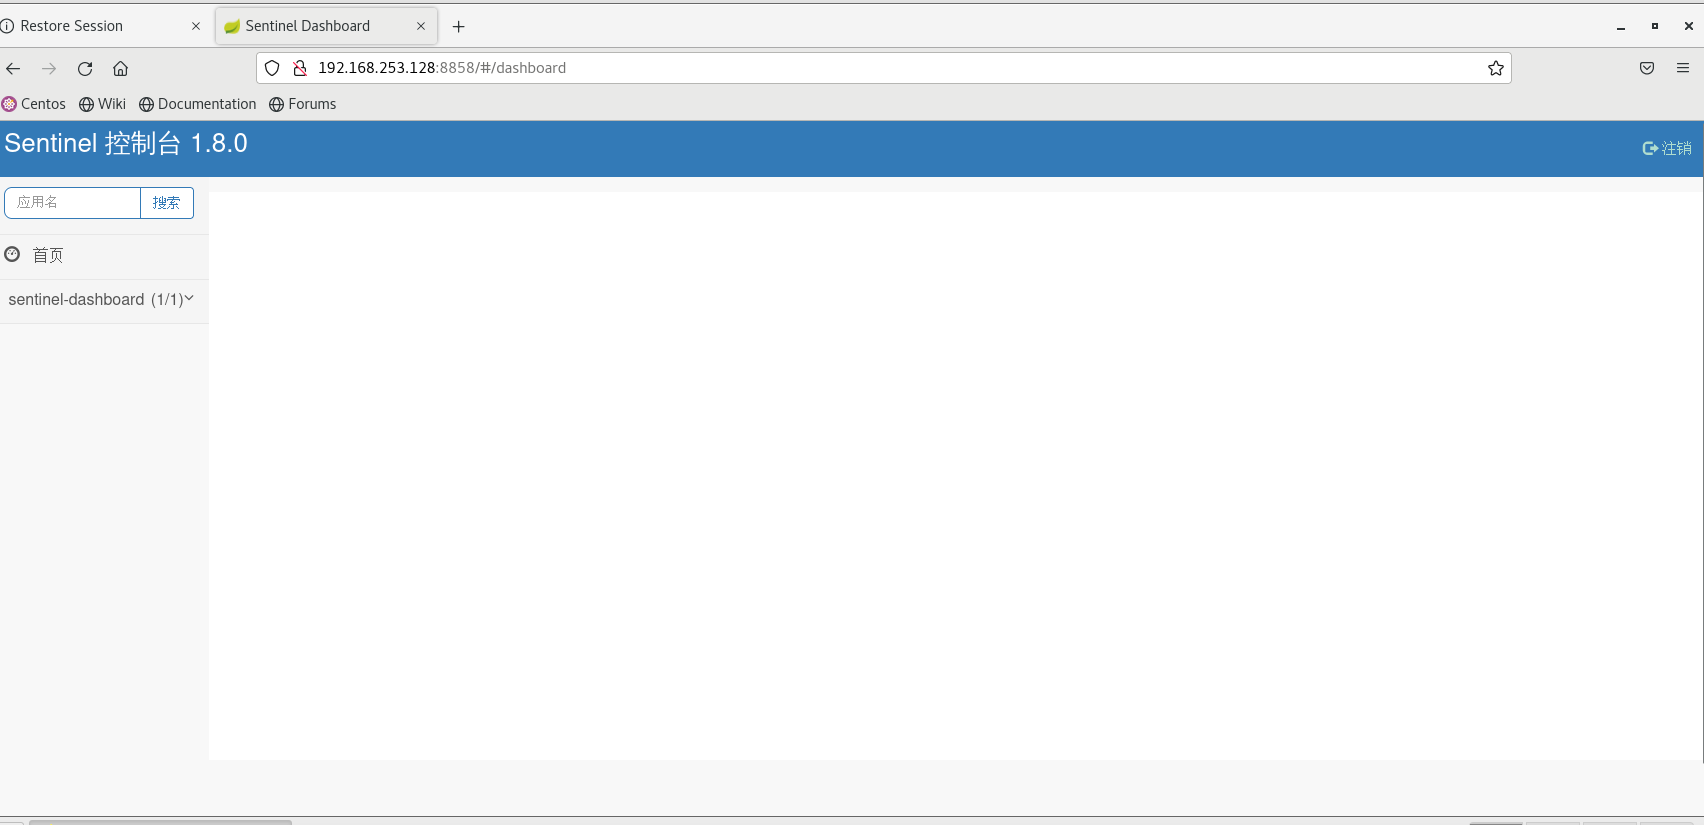 Restore Session
Sentinel Dashboard
192.168.253.128:8858/#/dashboard
Centos Wiki Documentation Forums
Sentinel 控制台 1.8.0
注销
应用名 搜索
首页
sentinel-dashboard (1/1)